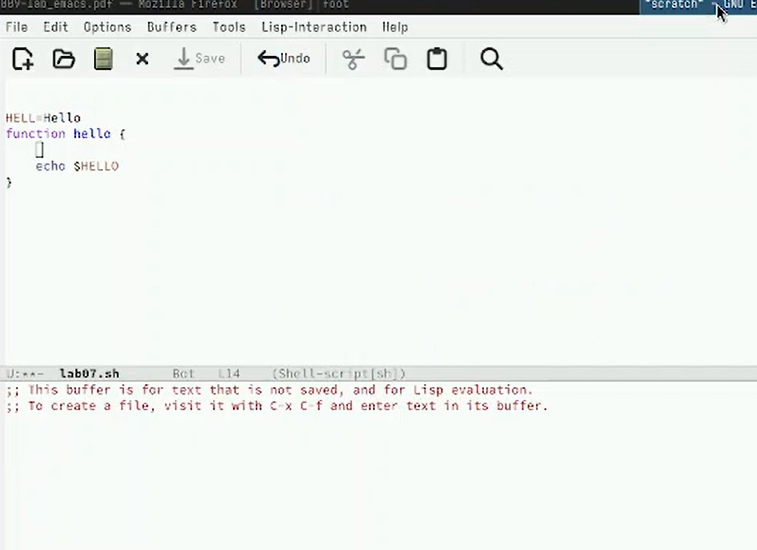 009-lab_emacs.pdf — Mozilla Firefox [Browser] foot *scratch* - GNU E
File Edit Options Buffers Tools Lisp-Interaction Help
Save Undo
HELL=Hello
function hello {
echo $HELLO
}
U:**- lab07.sh Bot L14 (Shell-script[sh])
;; This buffer is for text that is not saved, and for Lisp evaluation.
;; To create a file, visit it with C-x C-f and enter text in its buffer.